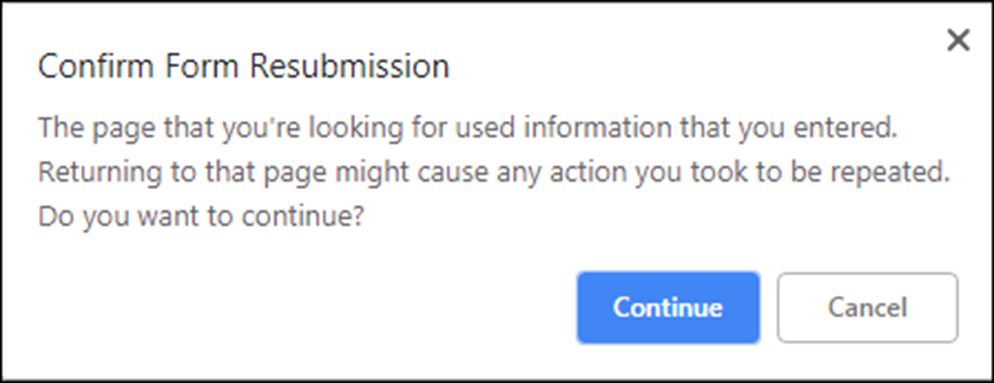 Confirm Form Resubmission
The page that you're looking for used information that you entered.
Returning to that page might cause any action you took to be repeated.
Do you want to continue?
Continue Cancel